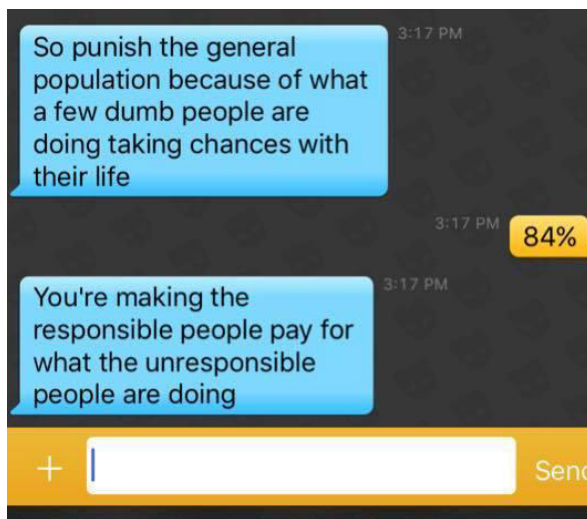 So punish the general
3:17 PM
population because of what
a few dumb people are
doing taking chances with
their life
3:17 PM
84%
You're making the
3:17 PM
responsible people pay for
what the unresponsible
people are doing
+
Send